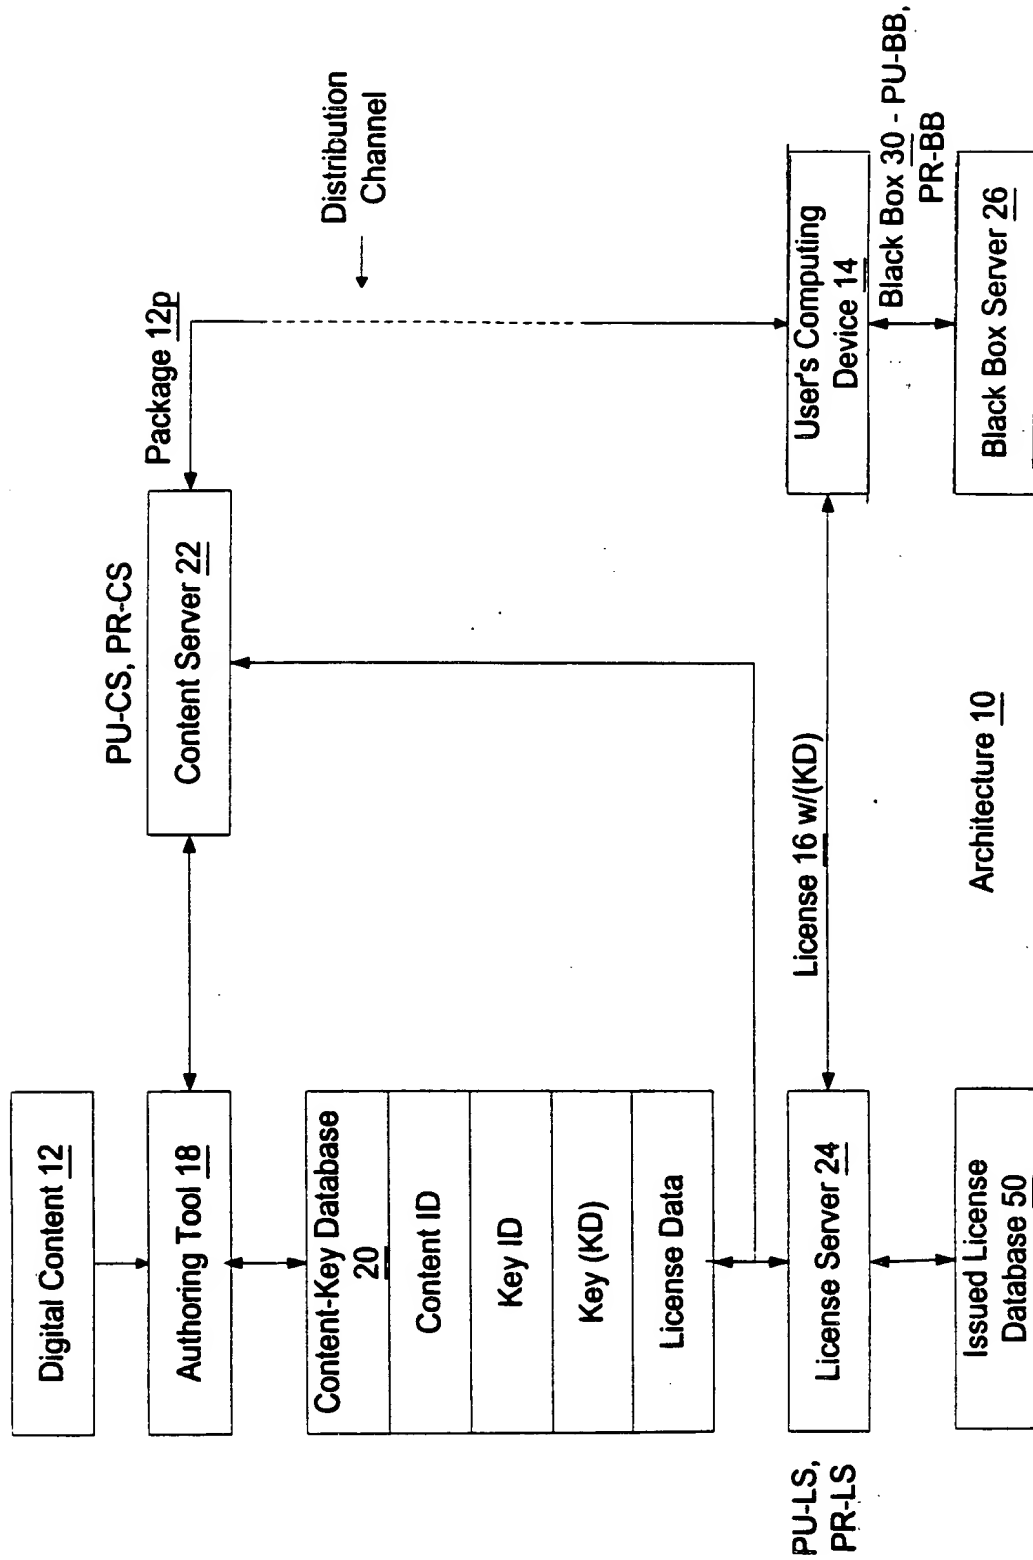 Digital Content 12
Authoring Tool 18
Content-Key Database
20
Content ID
Key ID
Key (KD)
License Data
PU-LS,
PR-LS
License Server 24
Issued License
Database 50
PU-CS, PR-CS
Content Server 22
Package 12p
Distribution
Channel
License 16 w/(KD)
User's Computing
Device 14
Black Box 30 - PU-BB,
PR-BB
Black Box Server 26
Architecture 10